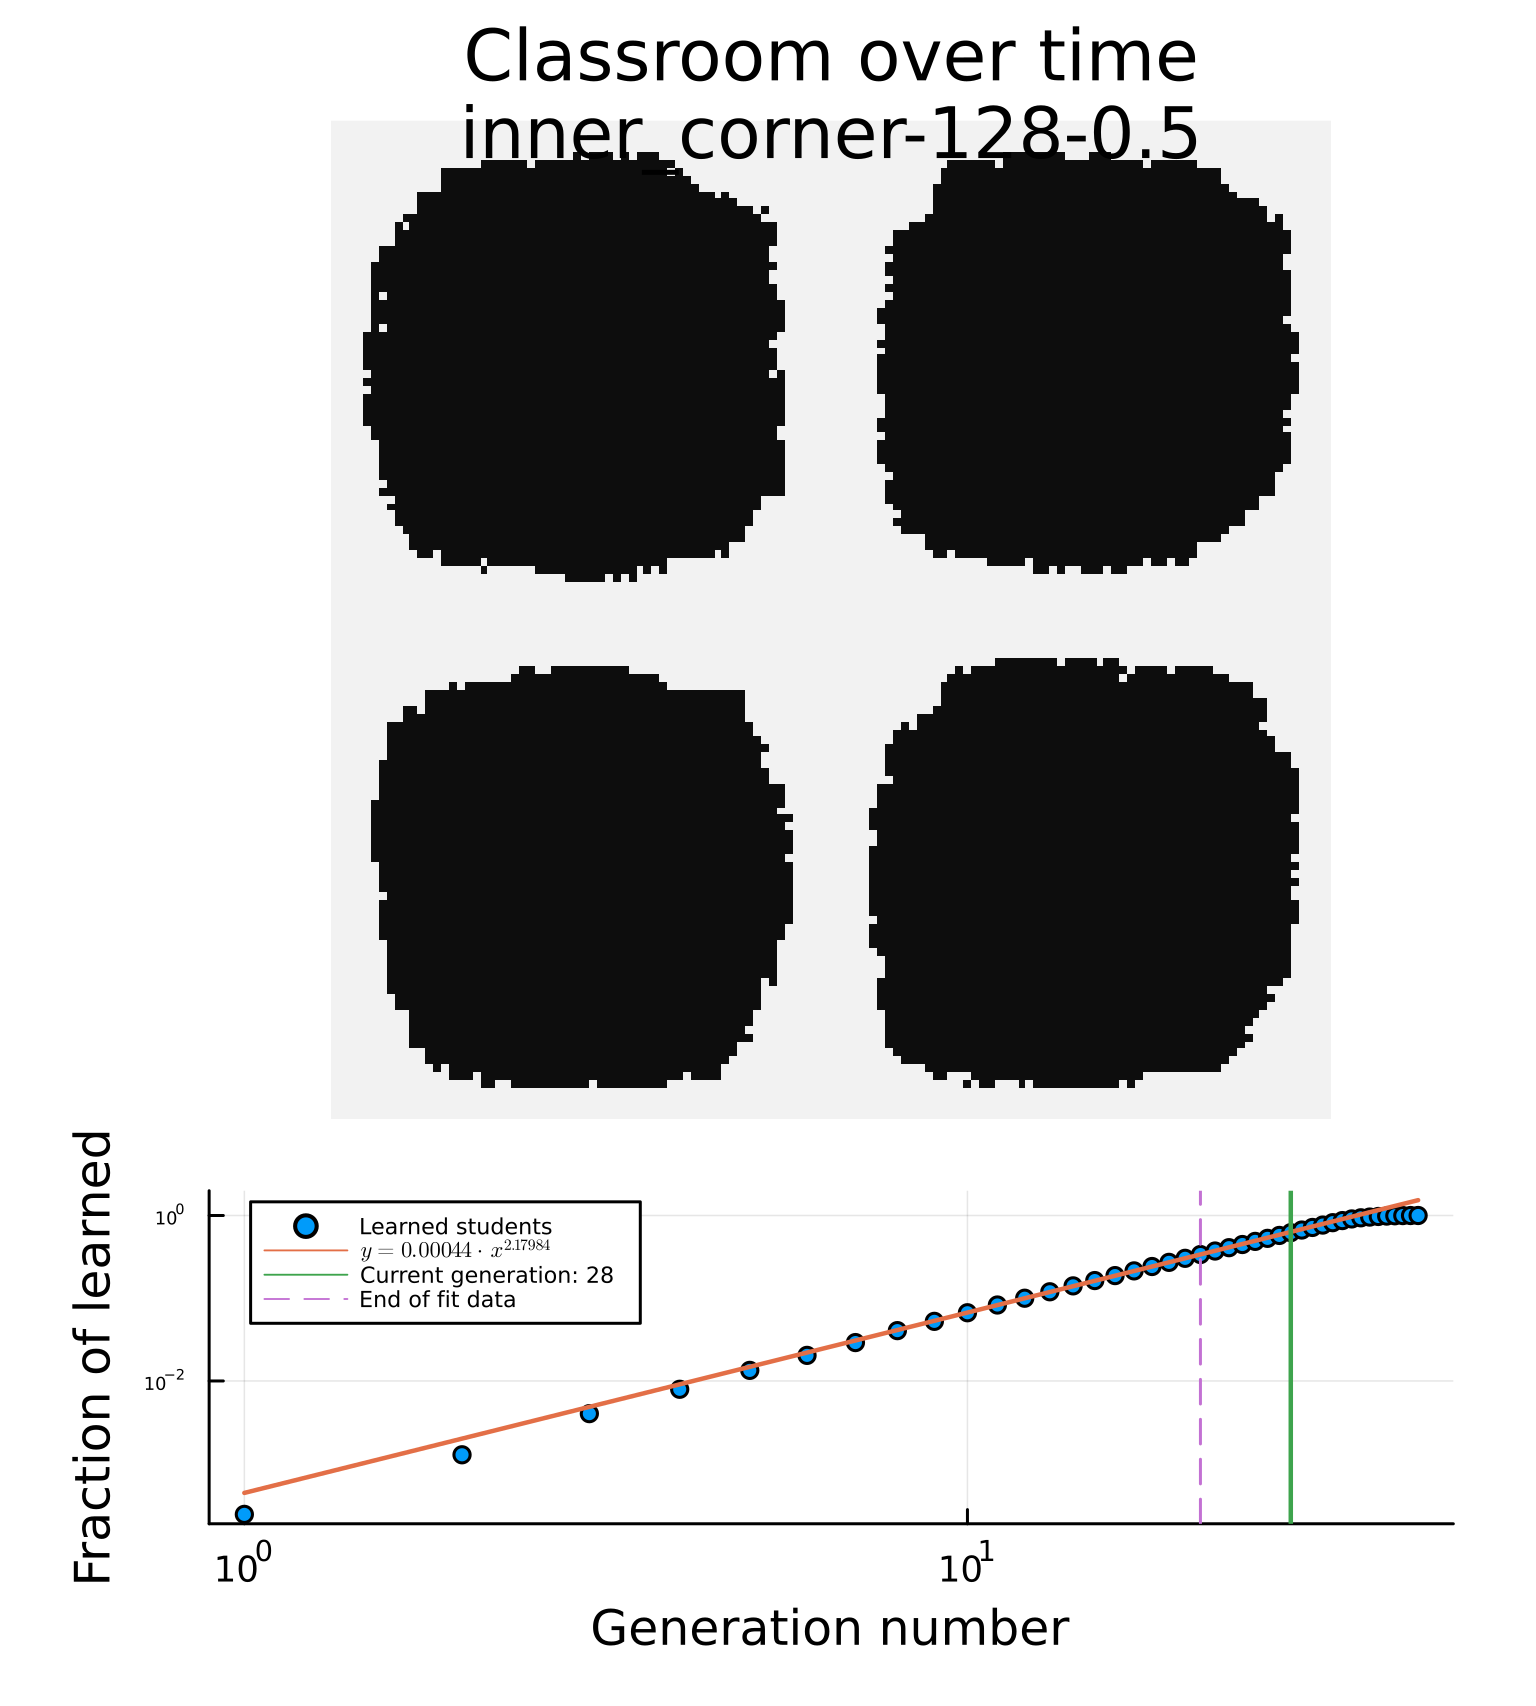 Classroom over time
inner_corner-128-0.5
Fraction of learned
10^0
10^-2
Learned students
y = 0.00044 · x^2.17984
Current generation: 28
End of fit data
10^0
10^1
Generation number